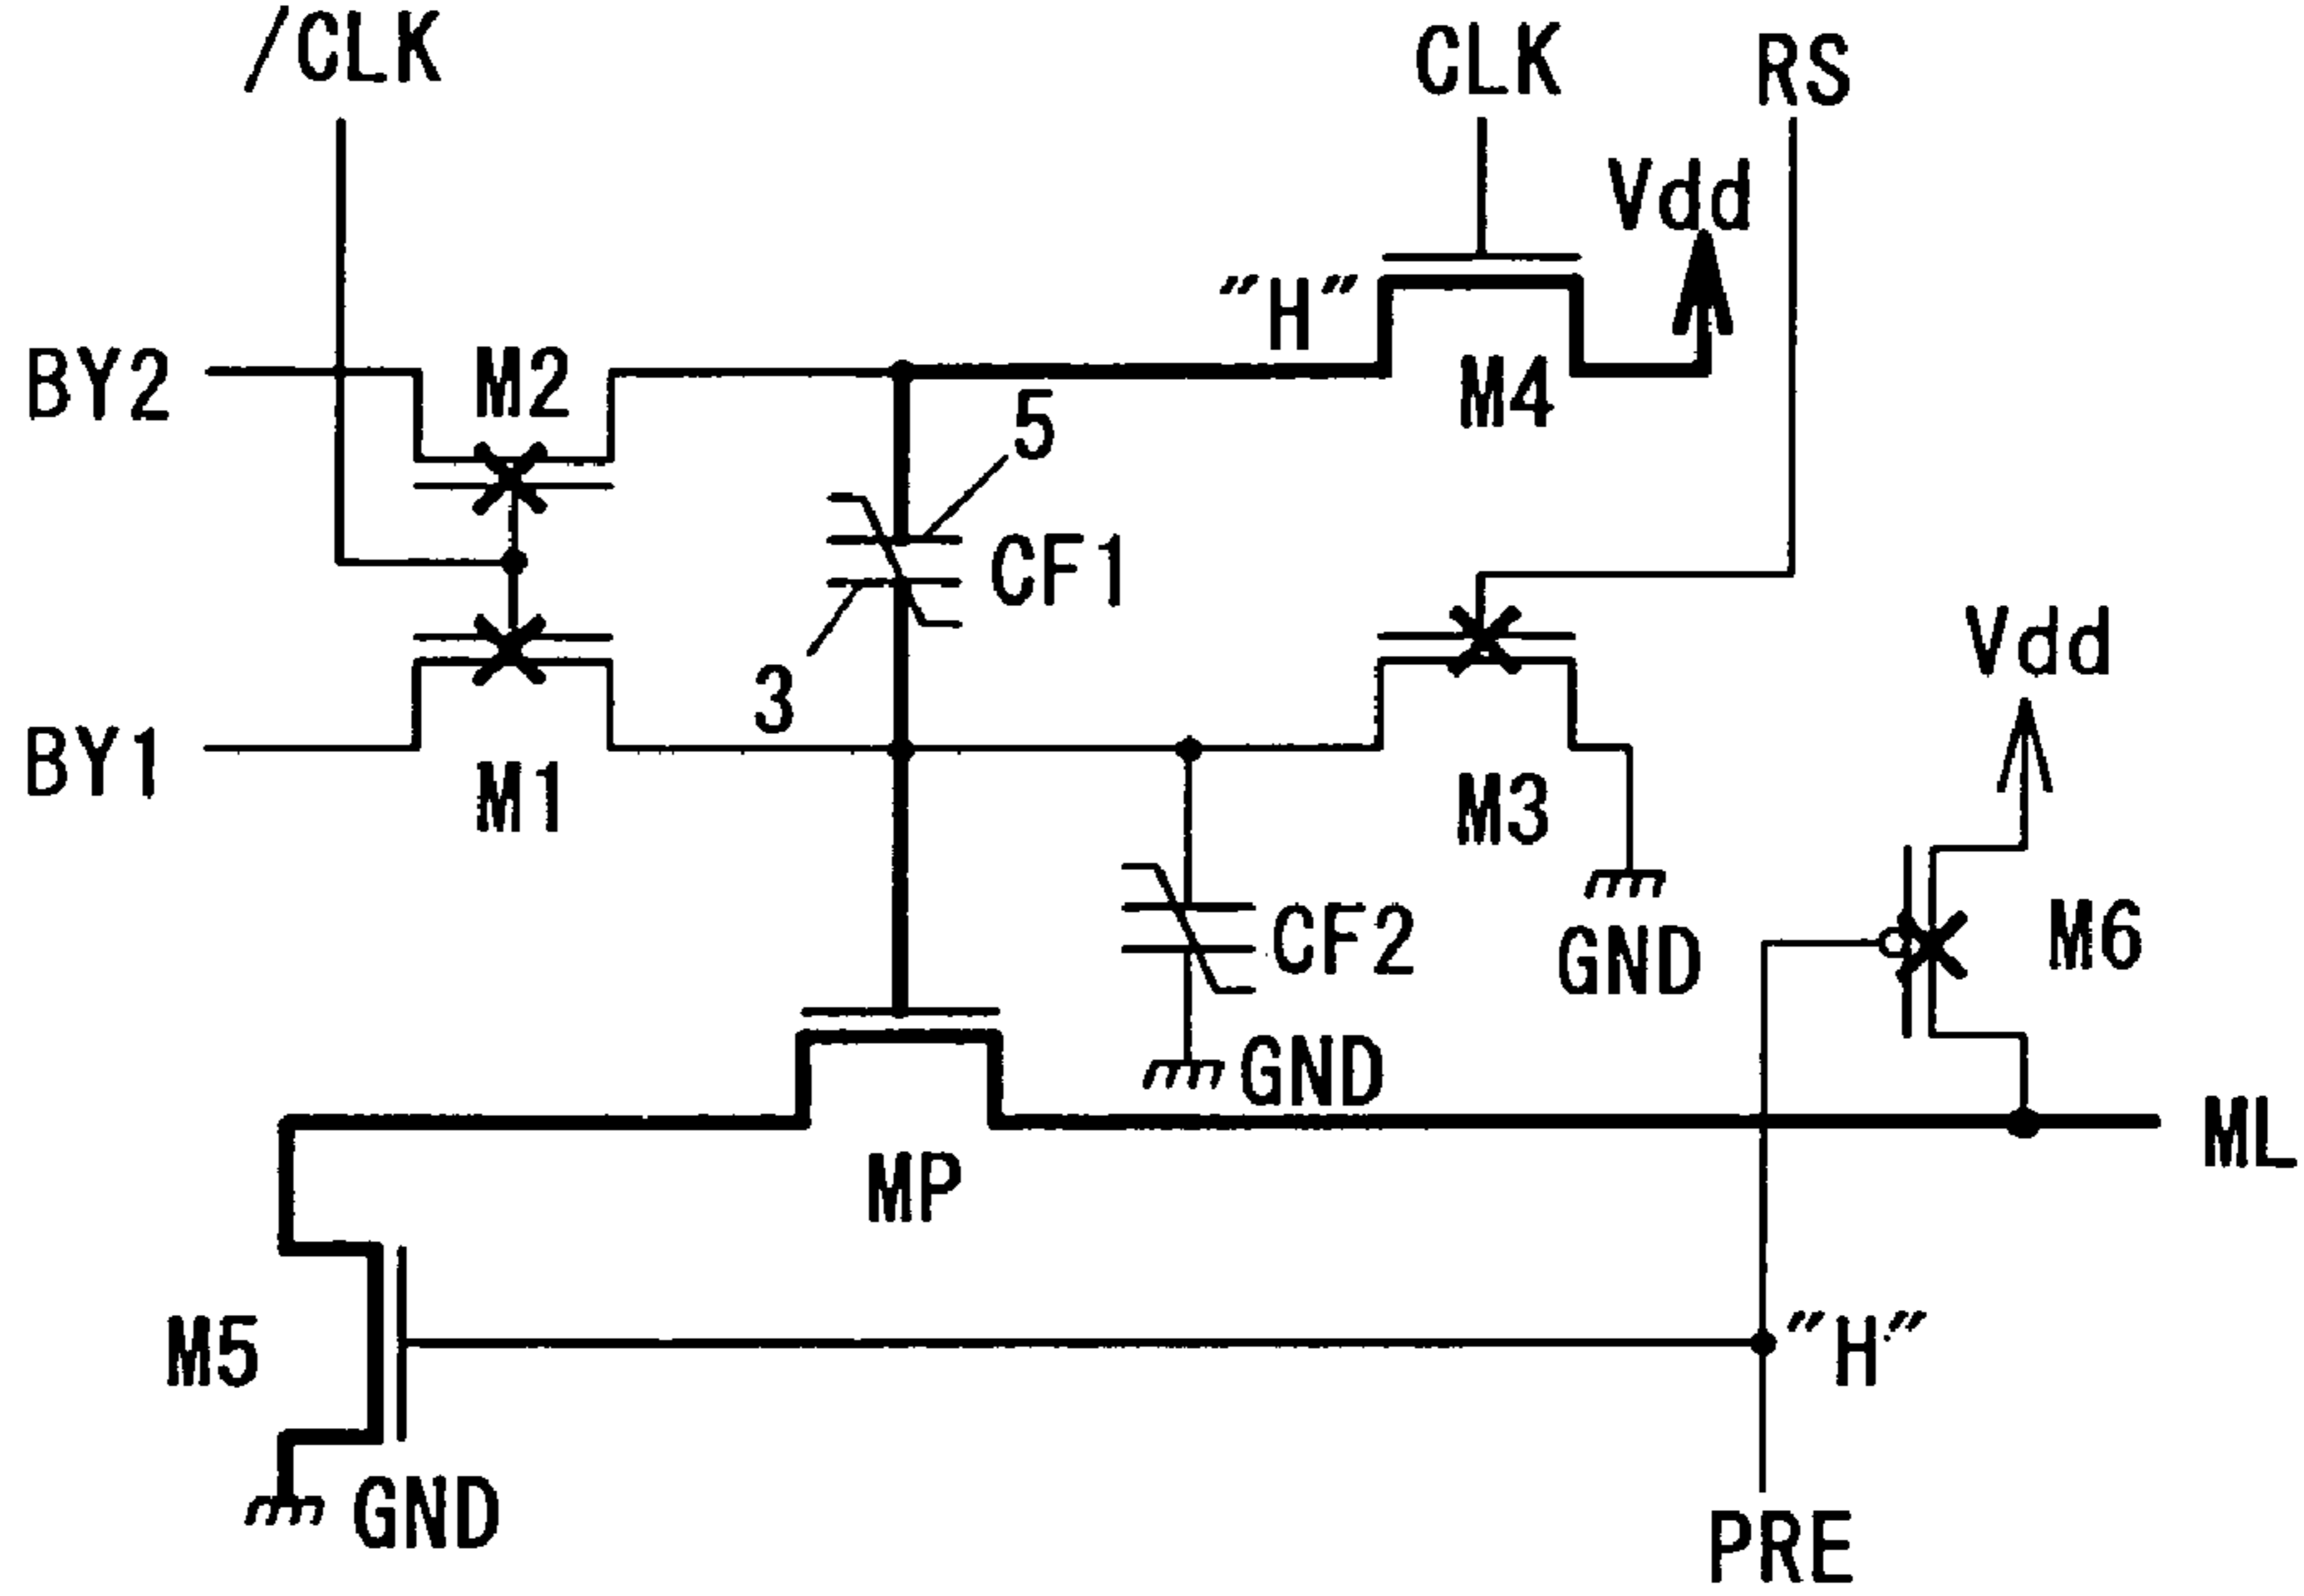 /CLK
CLK
RS
Vdd
"H"
BY2
M2
M4
5
CF1
3
Vdd
BY1
M1
M3
CF2
GND
M6
GND
ML
MP
M5
"H"
GND
PRE